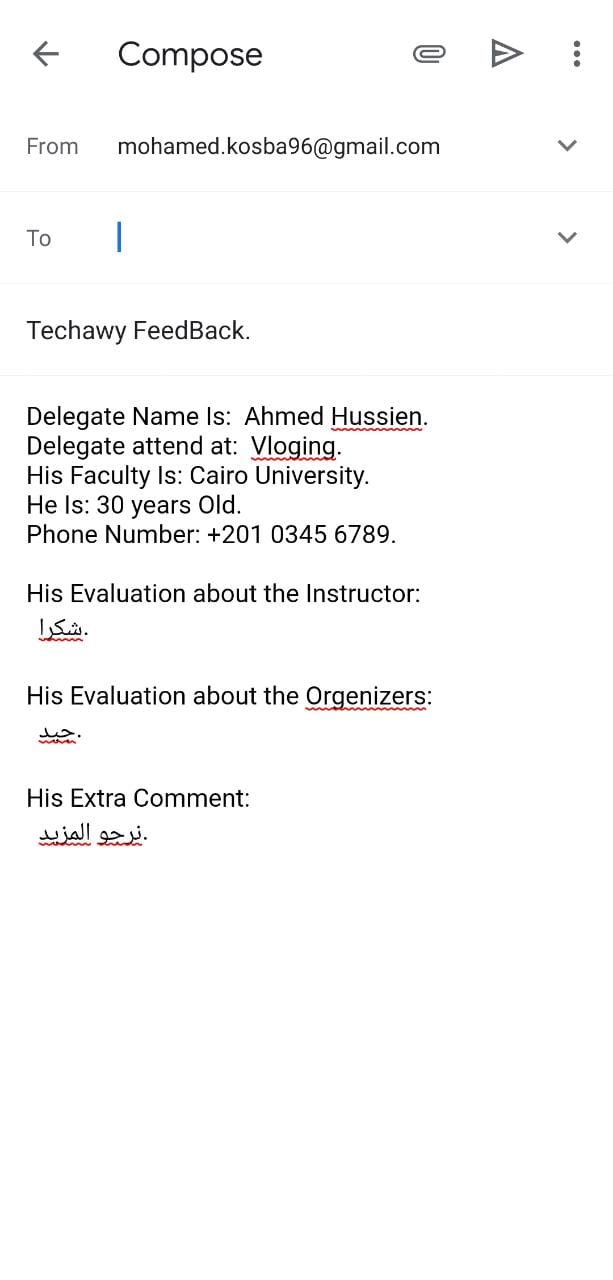 Compose
From mohamed.kosba96@gmail.com
To
Techawy FeedBack.
Delegate Name Is:  Ahmed Hussien.
Delegate attend at:  Vloging.
His Faculty Is: Cairo University.
He Is: 30 years Old.
Phone Number: +201 0345 6789.
His Evaluation about the Instructor:
شكرا.
His Evaluation about the Orgenizers:
جيد.
His Extra Comment:
نرجو المزيد.